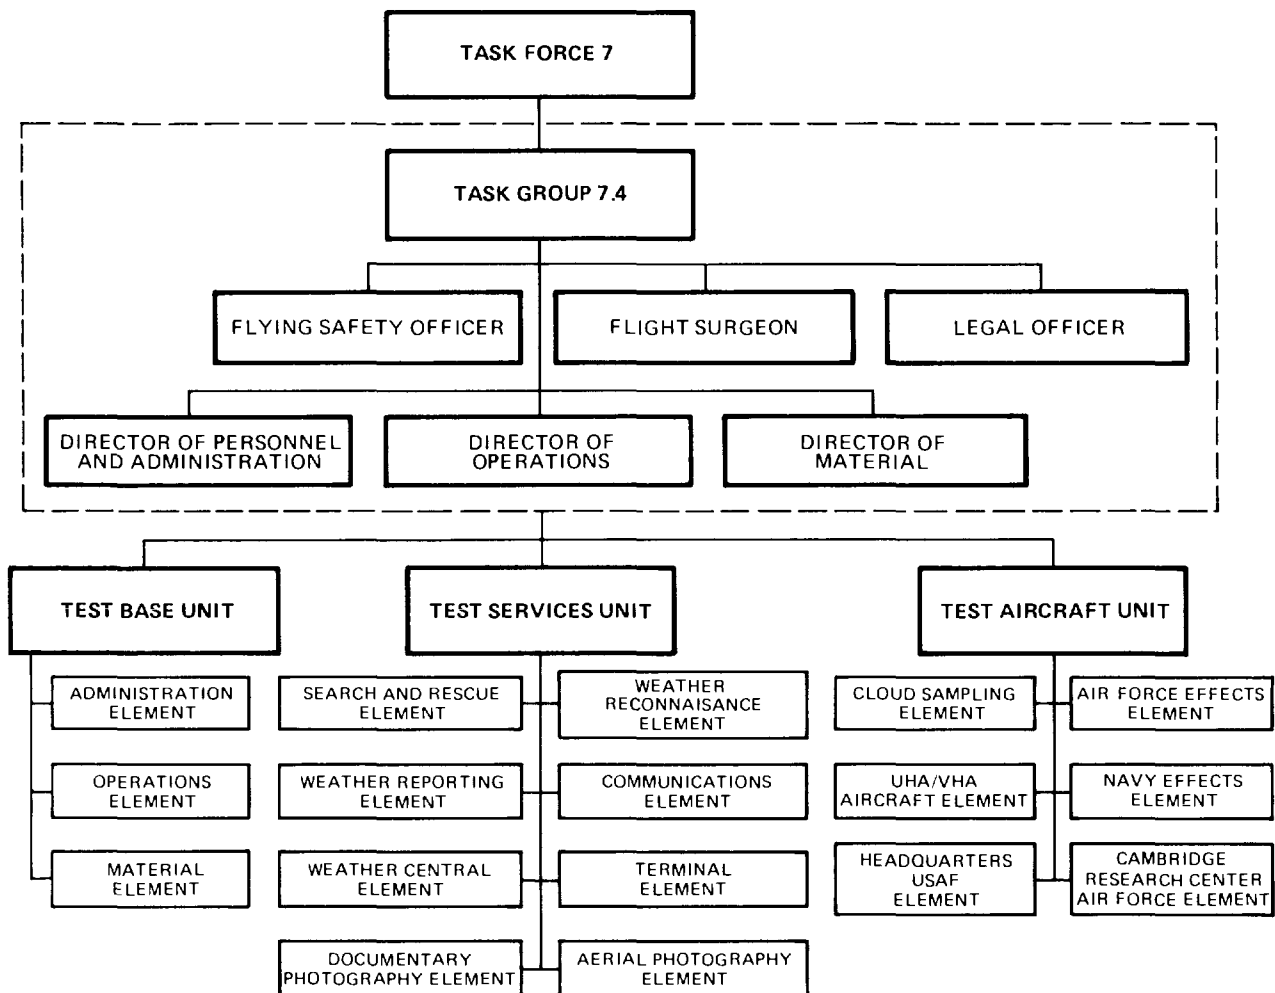 TASK FORCE 7
TASK GROUP 7.4
FLYING SAFETY OFFICER
FLIGHT SURGEON
LEGAL OFFICER
DIRECTOR OF PERSONNEL
AND ADMINISTRATION
DIRECTOR OF
OPERATIONS
DIRECTOR OF
MATERIAL
TEST BASE UNIT
ADMINISTRATION
ELEMENT
OPERATIONS
ELEMENT
MATERIAL
ELEMENT
TEST SERVICES UNIT
SEARCH AND RESCUE
ELEMENT
WEATHER
RECONNAISANCE
ELEMENT
WEATHER REPORTING
ELEMENT
COMMUNICATIONS
ELEMENT
WEATHER CENTRAL
ELEMENT
TERMINAL
ELEMENT
DOCUMENTARY
PHOTOGRAPHY ELEMENT
AERIAL PHOTOGRAPHY
ELEMENT
TEST AIRCRAFT UNIT
CLOUD SAMPLING
ELEMENT
AIR FORCE EFFECTS
ELEMENT
UHA/VHA
AIRCRAFT ELEMENT
NAVY EFFECTS
ELEMENT
HEADQUARTERS
USAF
ELEMENT
CAMBRIDGE
RESEARCH CENTER
AIR FORCE ELEMENT